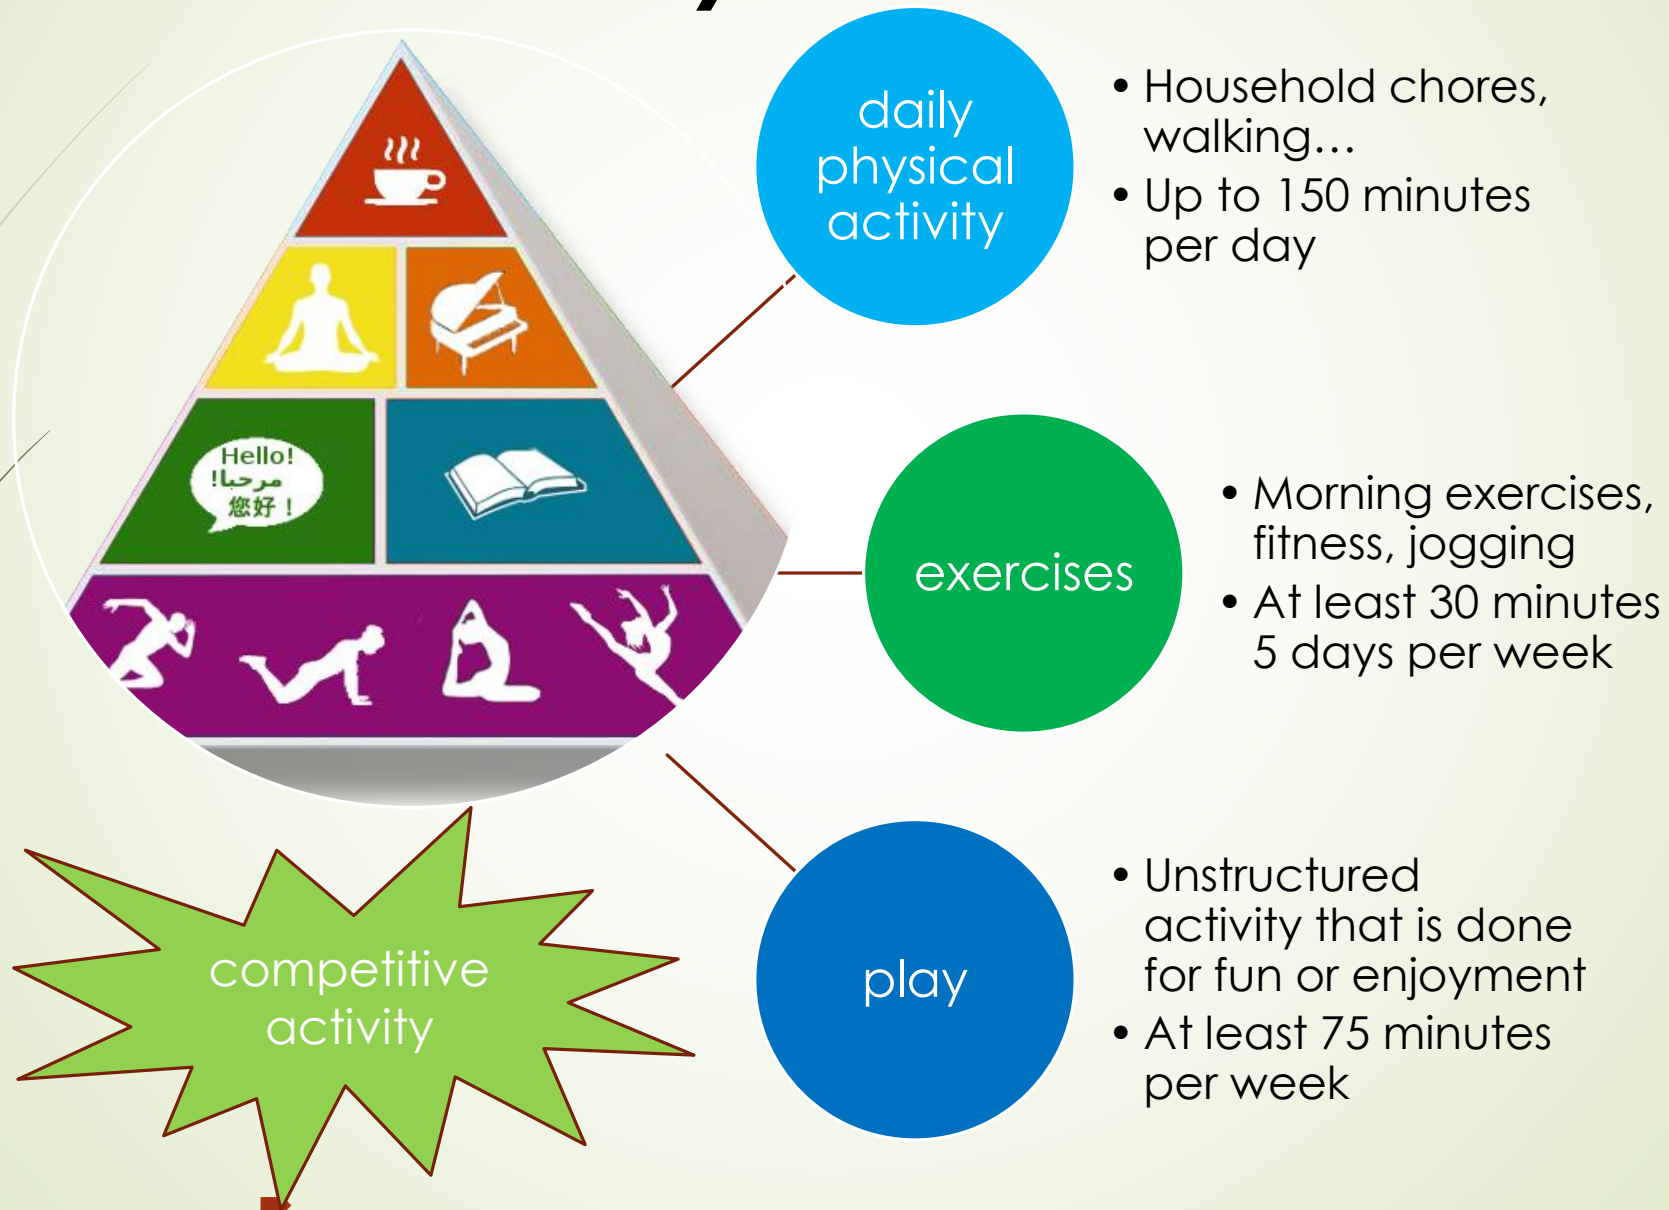 daily
physical
activity
• Household chores,
walking…
• Up to 150 minutes
per day
Hello!
مرحبا!
您好！
exercises
• Morning exercises,
fitness, jogging
• At least 30 minutes
5 days per week
competitive
activity
play
• Unstructured
activity that is done
for fun or enjoyment
• At least 75 minutes
per week